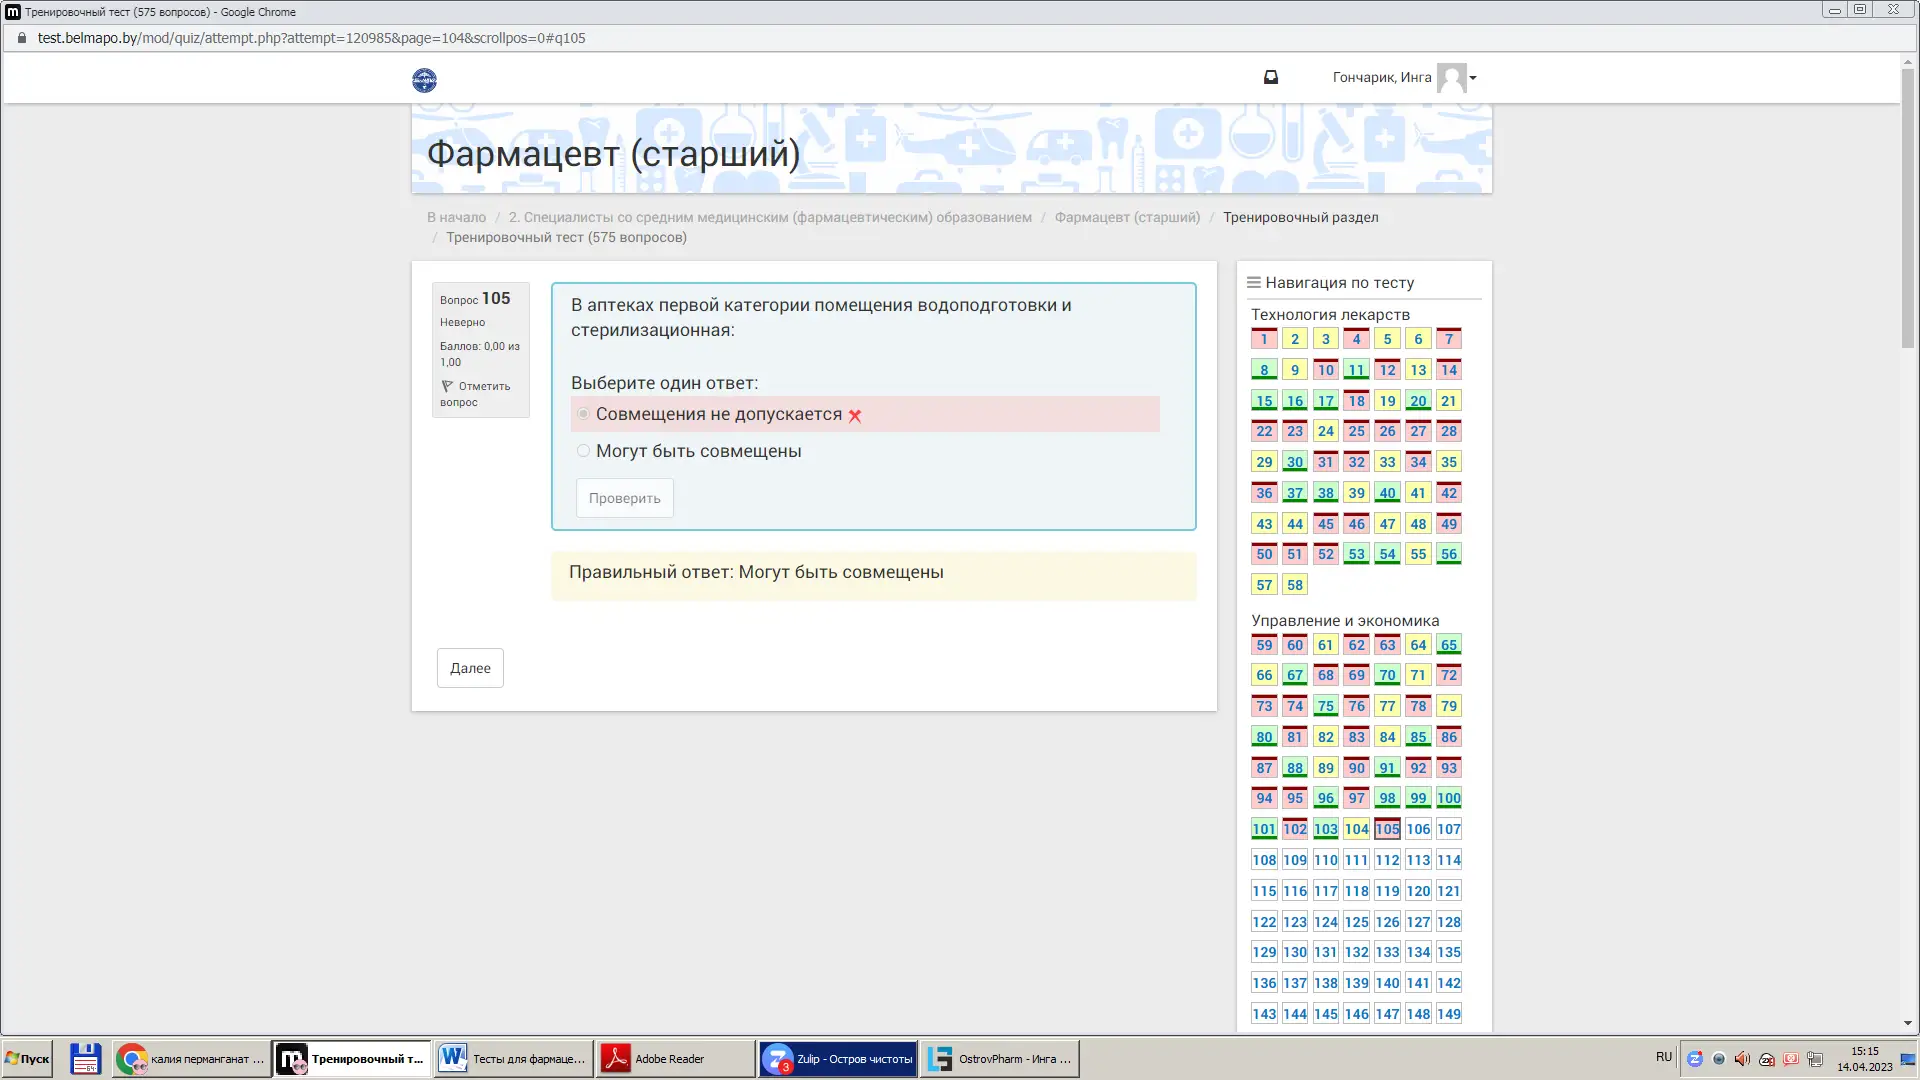 Тренировочный тест (575 вопросов) - Google Chrome
test.belmapo.by/mod/quiz/attempt.php?attempt=120985&page=104&scrollpos=0#q105
Гончарик, Инга
Фармацевт (старший)
В начало / 2. Специалисты со средним медицинским (фармацевтическим) образованием / Фармацевт (старший) / Тренировочный раздел
/ Тренировочный тест (575 вопросов)
Вопрос 105
Неверно
Баллов: 0,00 из
1,00
Отметить
вопрос
В аптеках первой категории помещения водоподготовки и
стерилизационная:
Выберите один ответ:
Совмещения не допускается
Могут быть совмещены
Проверить
Правильный ответ: Могут быть совмещены
Далее
Навигация по тесту
Технология лекарств
1 2 3 4 5 6 7
8 9 10 11 12 13 14
15 16 17 18 19 20 21
22 23 24 25 26 27 28
29 30 31 32 33 34 35
36 37 38 39 40 41 42
43 44 45 46 47 48 49
50 51 52 53 54 55 56
57 58
Управление и экономика
59 60 61 62 63 64 65
66 67 68 69 70 71 72
73 74 75 76 77 78 79
80 81 82 83 84 85 86
87 88 89 90 91 92 93
94 95 96 97 98 99 100
101 102 103 104 105 106 107
108 109 110 111 112 113 114
115 116 117 118 119 120 121
122 123 124 125 126 127 128
129 130 131 132 133 134 135
136 137 138 139 140 141 142
143 144 145 146 147 148 149
Пуск
калия перманганат ...
Тренировочный т...
Тесты для фармаце...
Adobe Reader
3
Zulip - Остров чистоты
OstrovPharm - Инга ...
RU
15:15
14.04.2023